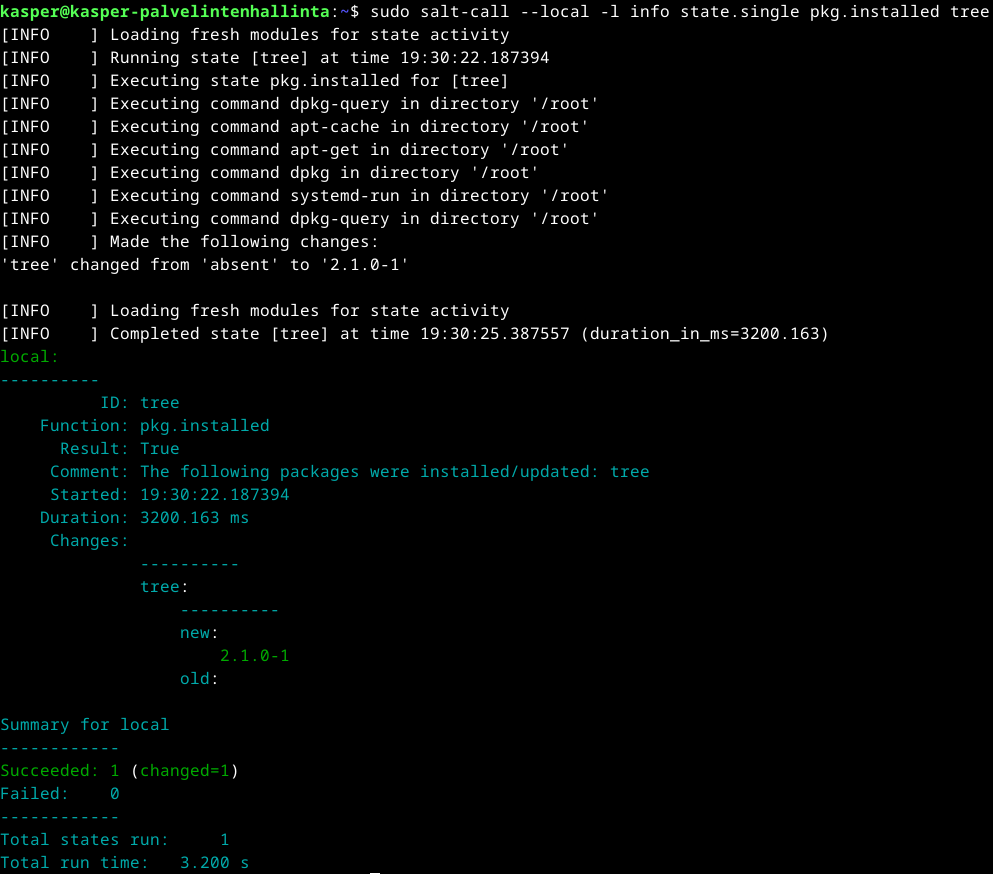 kasper@kasper-palvelintenhallinta:~$ sudo salt-call --local -l info state.single pkg.installed tree
[INFO    ] Loading fresh modules for state activity
[INFO    ] Running state [tree] at time 19:30:22.187394
[INFO    ] Executing state pkg.installed for [tree]
[INFO    ] Executing command dpkg-query in directory '/root'
[INFO    ] Executing command apt-cache in directory '/root'
[INFO    ] Executing command apt-get in directory '/root'
[INFO    ] Executing command dpkg in directory '/root'
[INFO    ] Executing command systemd-run in directory '/root'
[INFO    ] Executing command dpkg-query in directory '/root'
[INFO    ] Made the following changes:
'tree' changed from 'absent' to '2.1.0-1'

[INFO    ] Loading fresh modules for state activity
[INFO    ] Completed state [tree] at time 19:30:25.387557 (duration_in_ms=3200.163)
local:
----------
          ID: tree
    Function: pkg.installed
      Result: True
     Comment: The following packages were installed/updated: tree
     Started: 19:30:22.187394
    Duration: 3200.163 ms
     Changes:
              ----------
              tree:
                  ----------
                  new:
                      2.1.0-1
                  old:

Summary for local
------------
Succeeded: 1 (changed=1)
Failed:    0
------------
Total states run:     1
Total run time:   3.200 s